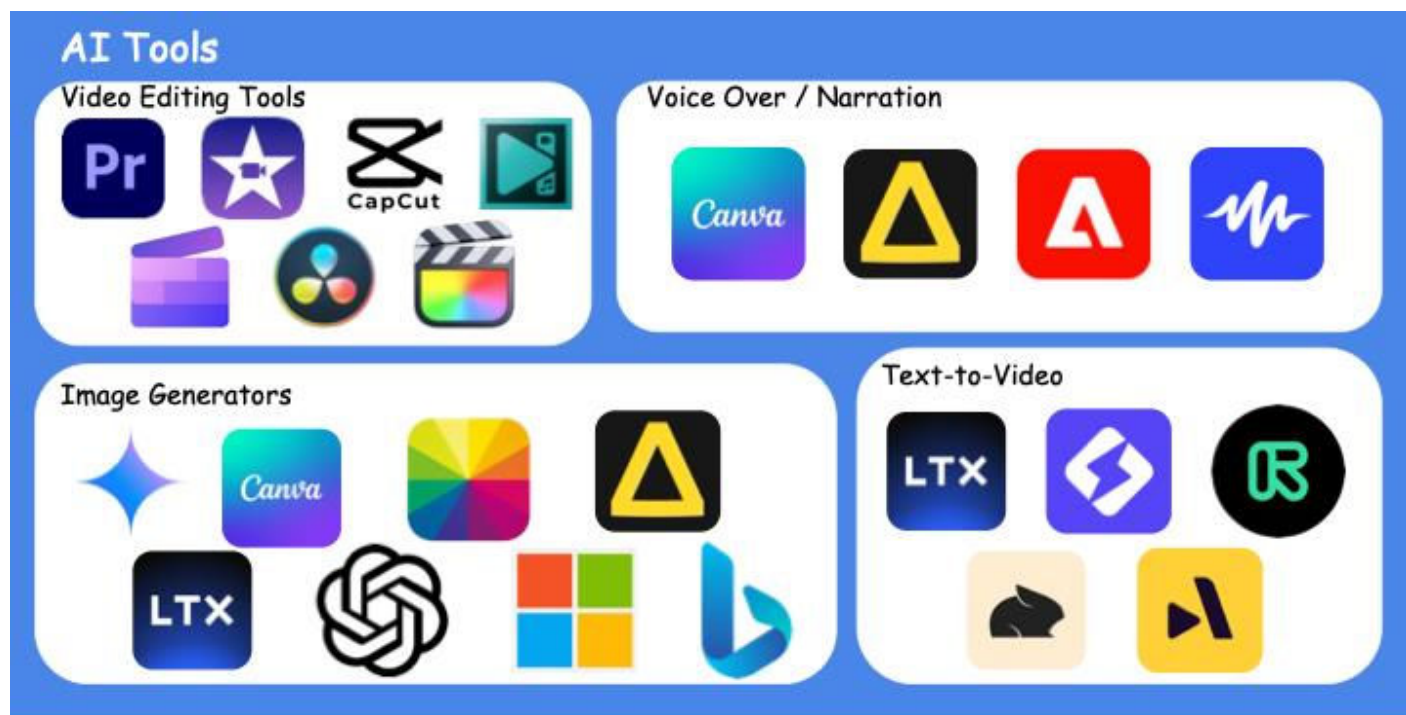 AI Tools
Video Editing Tools
Pr
CapCut
Voice Over / Narration
Canva
Image Generators
Canva
LTX
Text-to-Video
LTX